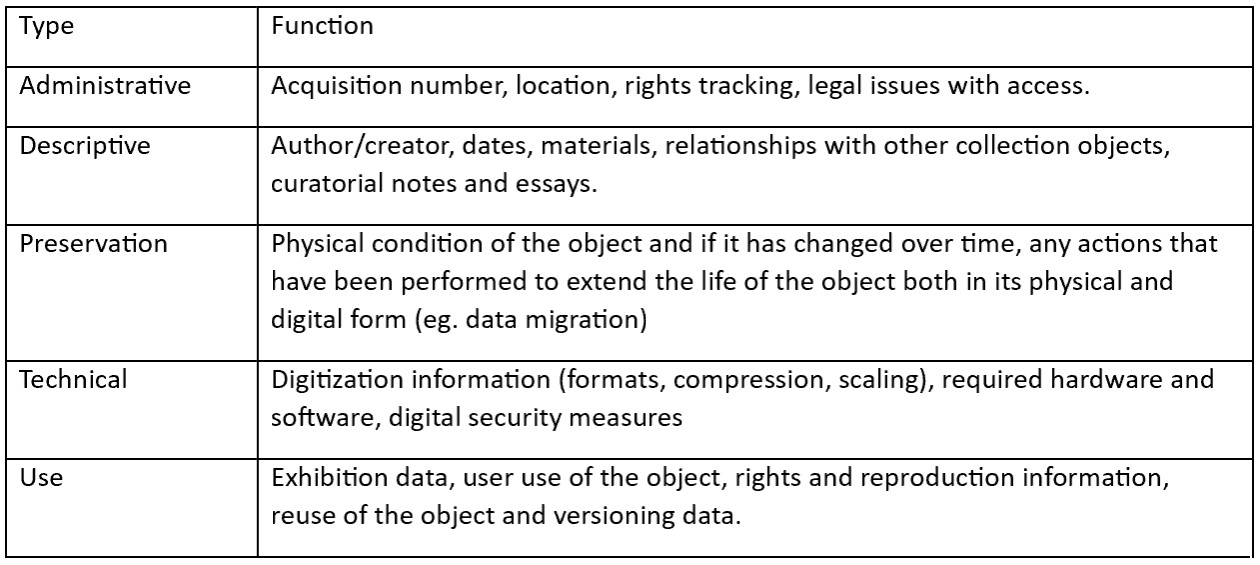 Type Function
Administrative Acquisition number, location, rights tracking, legal issues with access.
Descriptive Author/creator, dates, materials, relationships with other collection objects,
curatorial notes and essays.
Preservation Physical condition of the object and if it has changed over time, any actions that
have been performed to extend the life of the object both in its physical and
digital form (eg. data migration)
Technical Digitization information (formats, compression, scaling), required hardware and
software, digital security measures
Use Exhibition data, user use of the object, rights and reproduction information,
reuse of the object and versioning data.